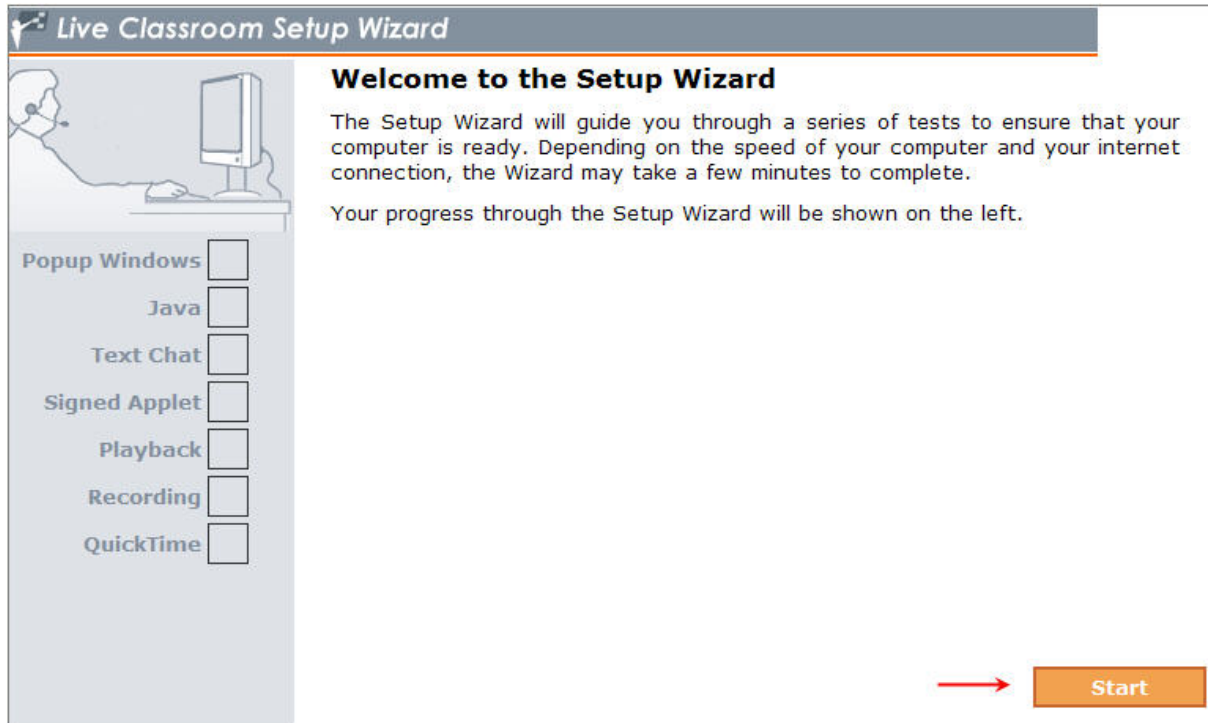 Live Classroom Setup Wizard
Welcome to the Setup Wizard
The Setup Wizard will guide you through a series of tests to ensure that your
computer is ready. Depending on the speed of your computer and your internet
connection, the Wizard may take a few minutes to complete.
Your progress through the Setup Wizard will be shown on the left.
Popup Windows
Java
Text Chat
Signed Applet
Playback
Recording
QuickTime
Start